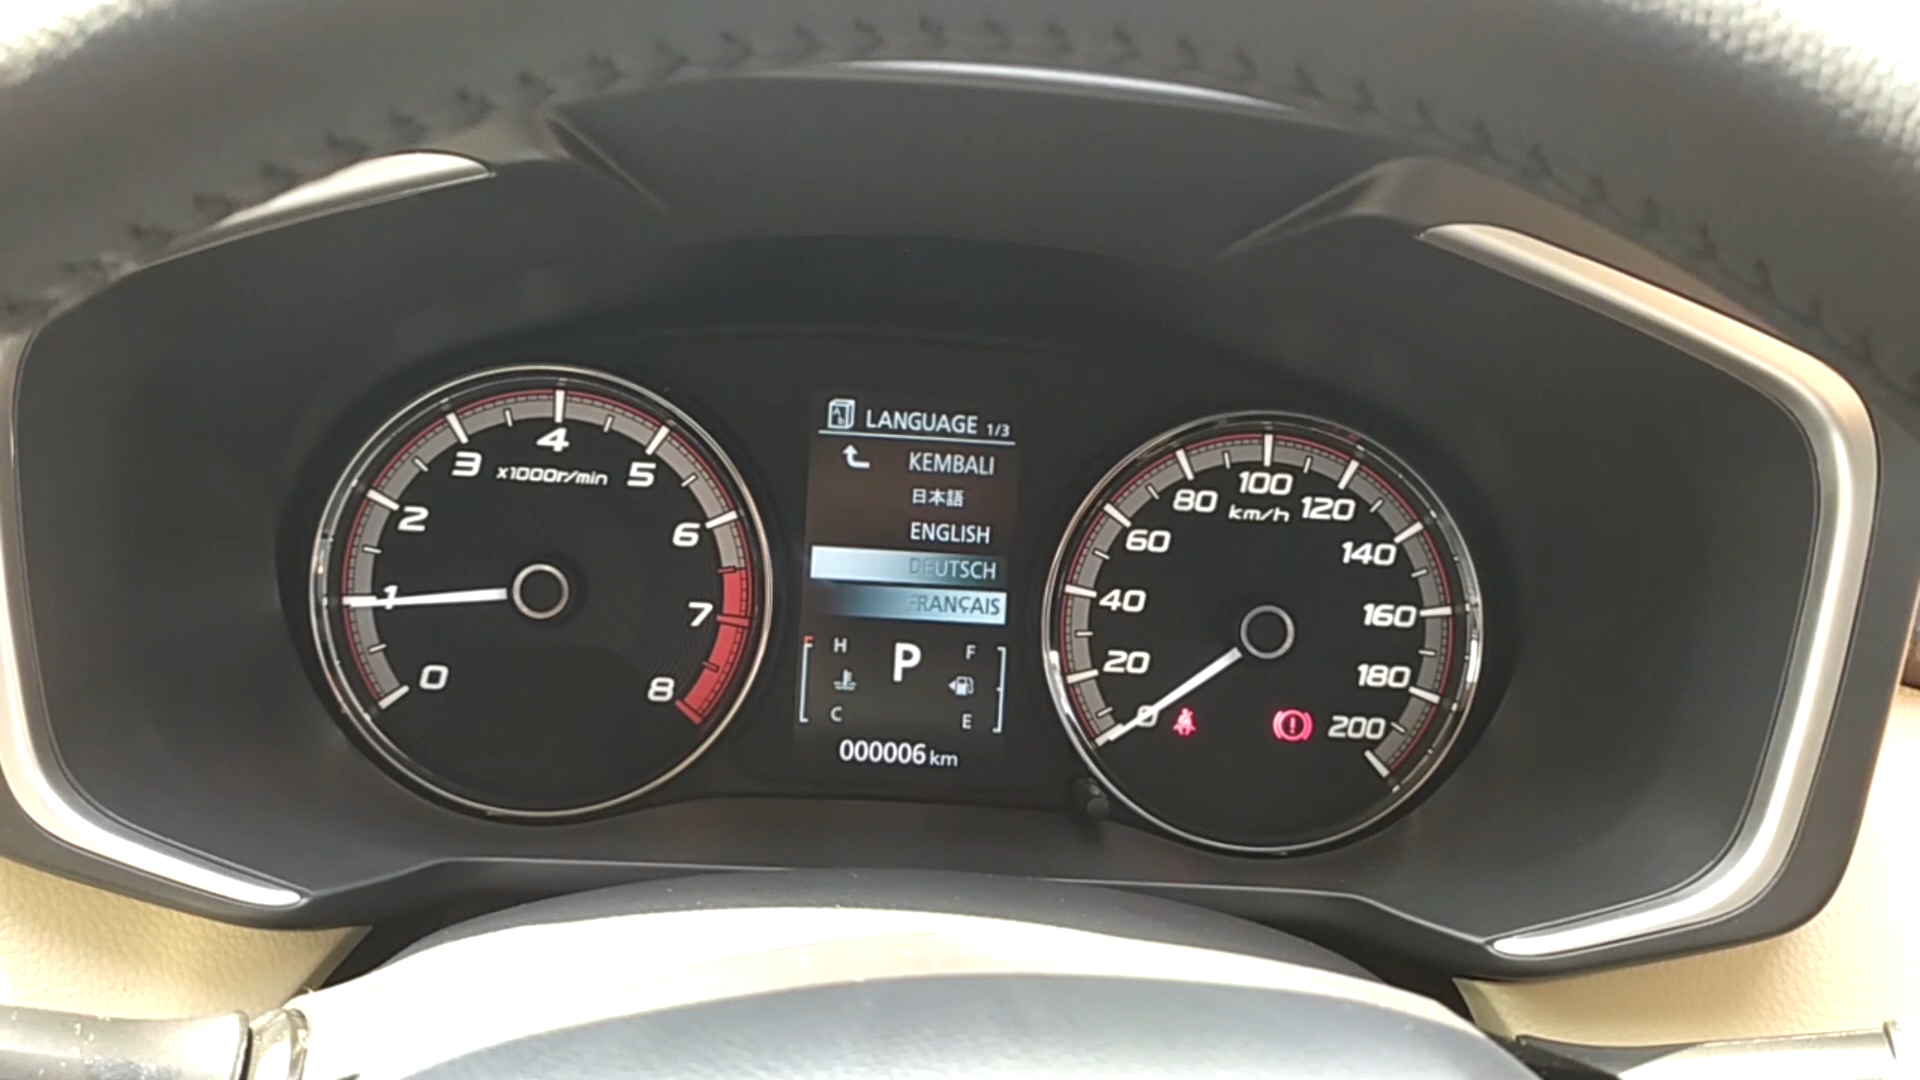 0
1
2
3
4
5
6
7
8
x1000r/min
LANGUAGE 1/3
KEMBALI
日本語
ENGLISH
DEUTSCH
FRANÇAIS
H
P
F
C
E
000006 km
0
20
40
60
80
100
120
140
160
180
200
km/h